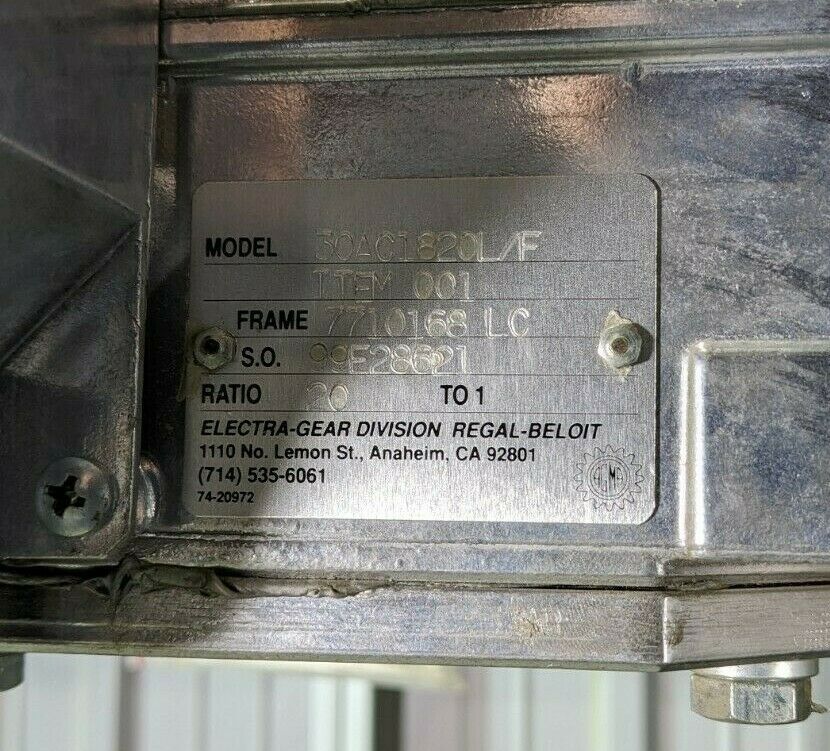 MODEL 30AC1820L/F
ITEM 001
FRAME 7710168 LC
S.O. 99E28621
RATIO 20 TO 1
ELECTRA-GEAR DIVISION REGAL-BELOIT
1110 No. Lemon St., Anaheim, CA 92801
(714) 535-6061
74-20972
AGMA